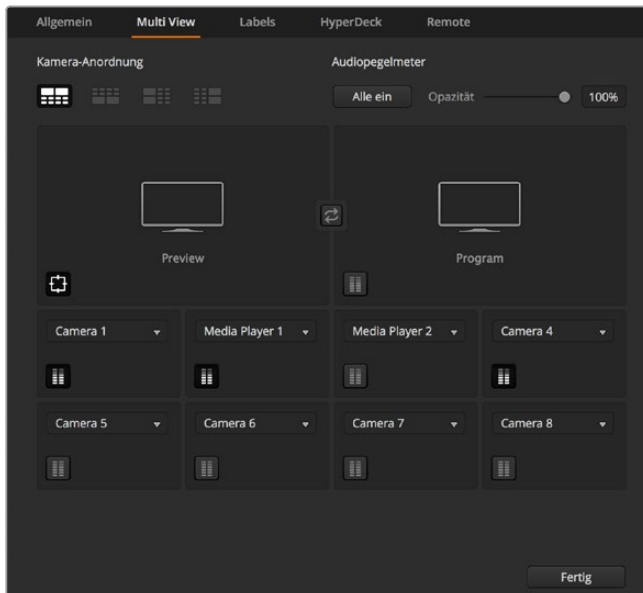 Allgemein Multi View Labels HyperDeck Remote
Kamera-Anordnung Audiopegelmeter
Alle ein Opazität 100%
Preview Program
Camera 1 Media Player 1 Media Player 2 Camera 4
Camera 5 Camera 6 Camera 7 Camera 8
Fertig